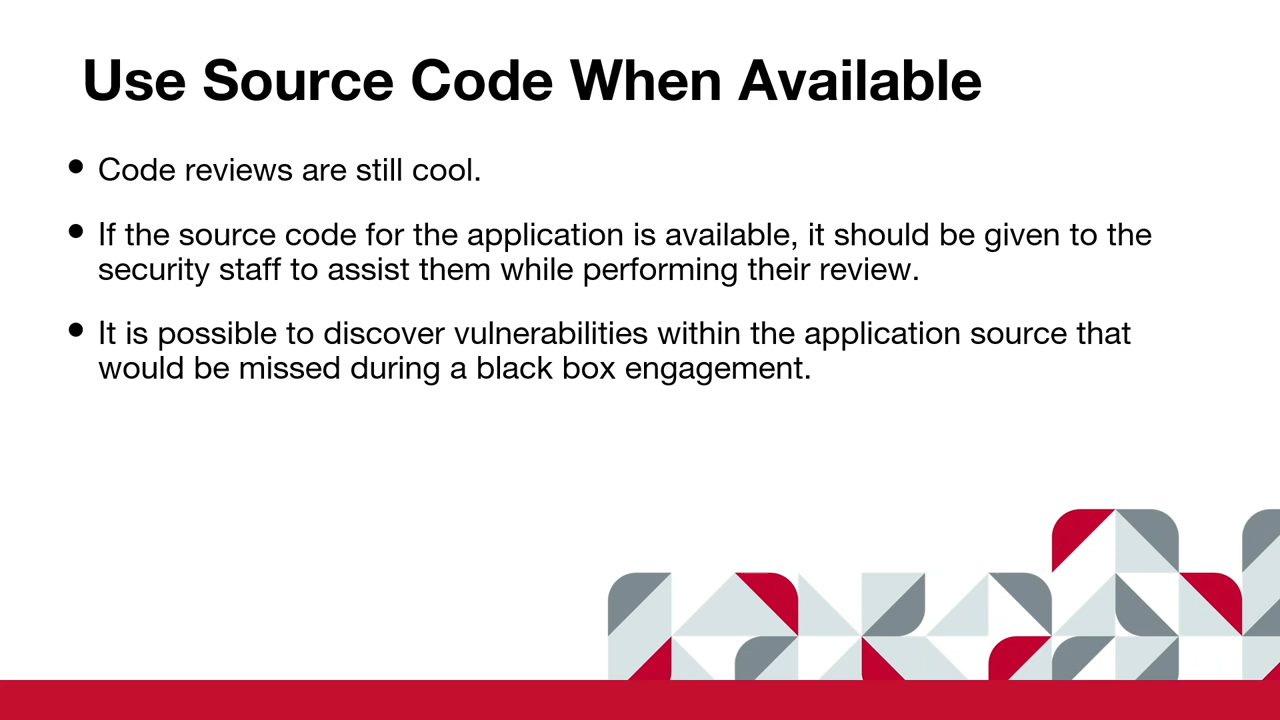 Use Source Code When Available
• Code reviews are still cool.
• If the source code for the application is available, it should be given to the
security staff to assist them while performing their review.
• It is possible to discover vulnerabilities within the application source that
would be missed during a black box engagement.